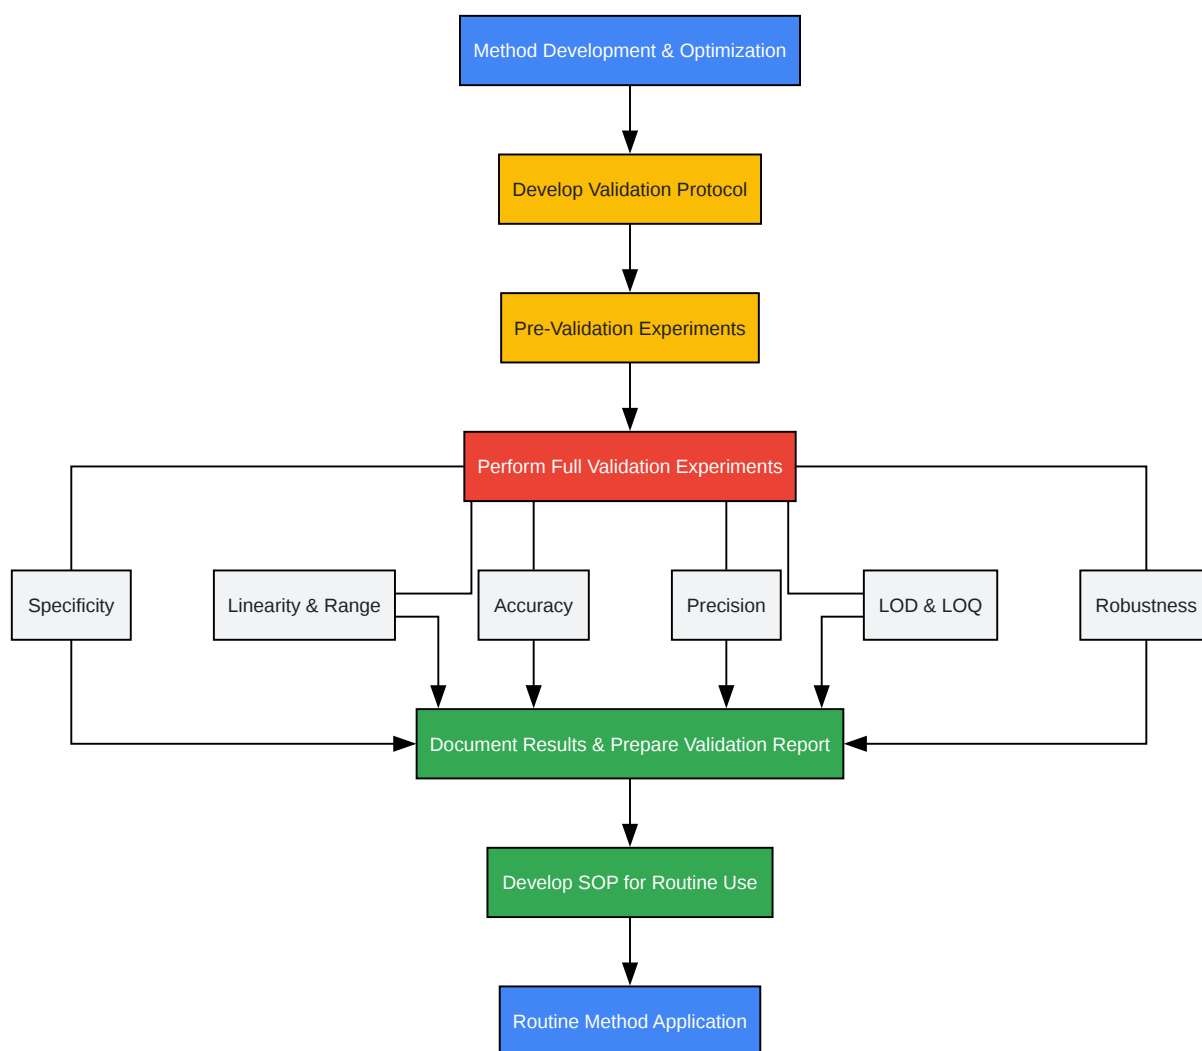 Method Development & Optimization
Develop Validation Protocol
Pre-Validation Experiments
Perform Full Validation Experiments
Specificity
Linearity & Range
Accuracy
Precision
LOD & LOQ
Robustness
Document Results & Prepare Validation Report
Develop SOP for Routine Use
Routine Method Application